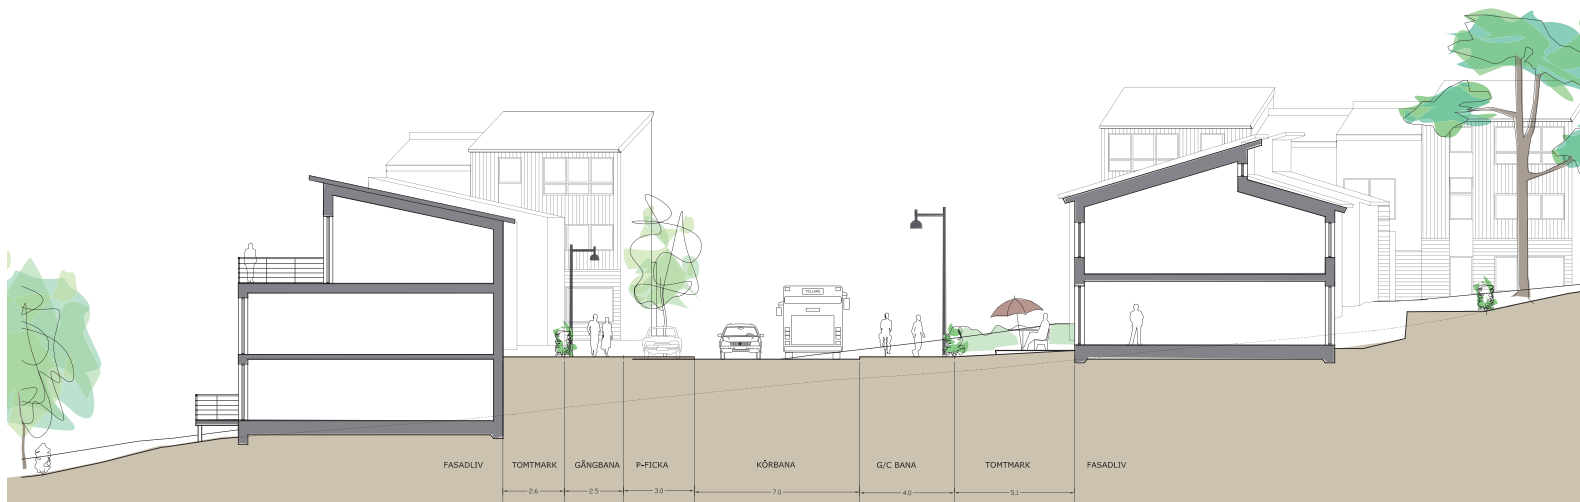 TOLLARE
FASADLIV TOMTMARK GÅNGBANA P-FICKA KÖRBANA G/C BANA TOMTMARK FASADLIV
2.6 2.5 3.0 7.0 4.0 5.1